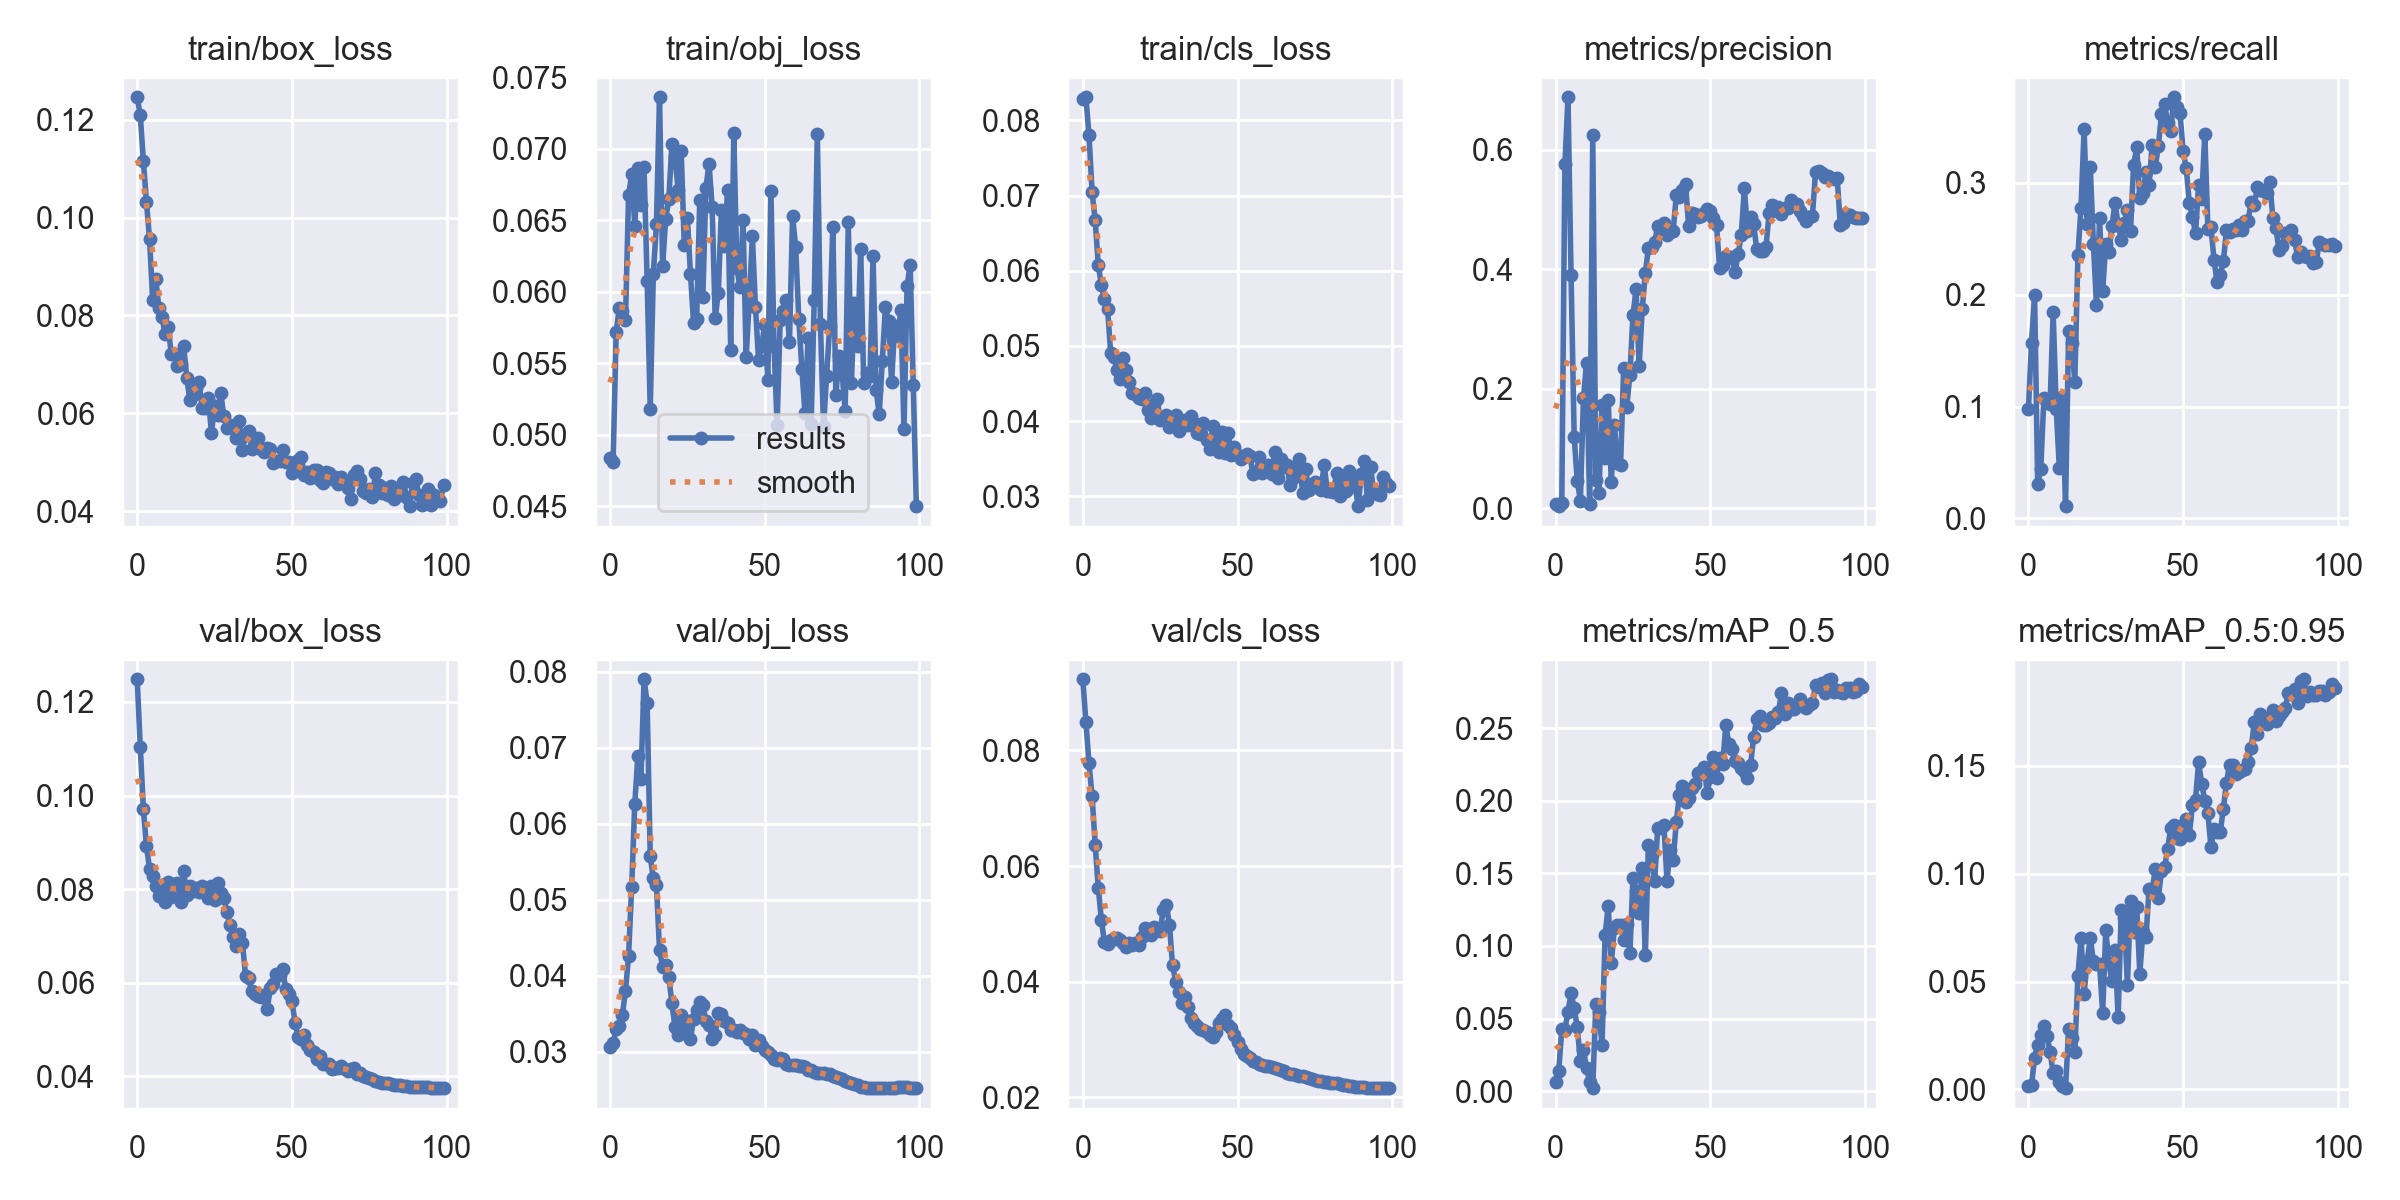 train/box_loss
train/obj_loss
train/cls_loss
metrics/precision
metrics/recall
0.12
0.10
0.08
0.06
0.04
0 50 100
0.075
0.070
0.065
0.060
0.055
0.050
0.045
results
smooth
0 50 100
0.08
0.07
0.06
0.05
0.04
0.03
0 50 100
0.6
0.4
0.2
0.0
0 50 100
0.3
0.2
0.1
0.0
0 50 100
val/box_loss
val/obj_loss
val/cls_loss
metrics/mAP_0.5
metrics/mAP_0.5:0.95
0.12
0.10
0.08
0.06
0.04
0 50 100
0.08
0.07
0.06
0.05
0.04
0.03
0 50 100
0.08
0.06
0.04
0.02
0 50 100
0.25
0.20
0.15
0.10
0.05
0.00
0 50 100
0.15
0.10
0.05
0.00
0 50 100